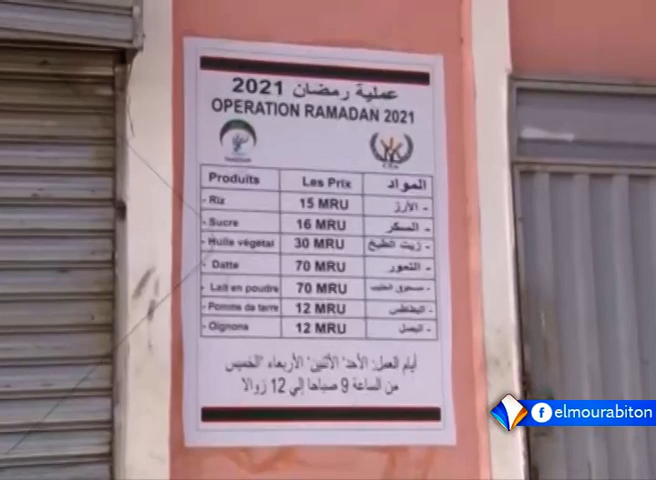 عملية رمضان 2021
OPERATION RAMADAN 2021
Produits Les Prix المواد
- Riz 15 MRU - الأرز
- Sucre 16 MRU - السكر
- Huile végétal 30 MRU - زيت الطبخ
- Datte 70 MRU - التمور
- Lait en poudre 70 MRU - مسحوق الحليب
- Pomme de terre 12 MRU - البطاطس
- Oignons 12 MRU - البصل
أيام العمل: الأحد' الأثنين' الأربعاء 'الخميس
من الساعة 9 صباحا إلي 12 زوالا
elmourabiton